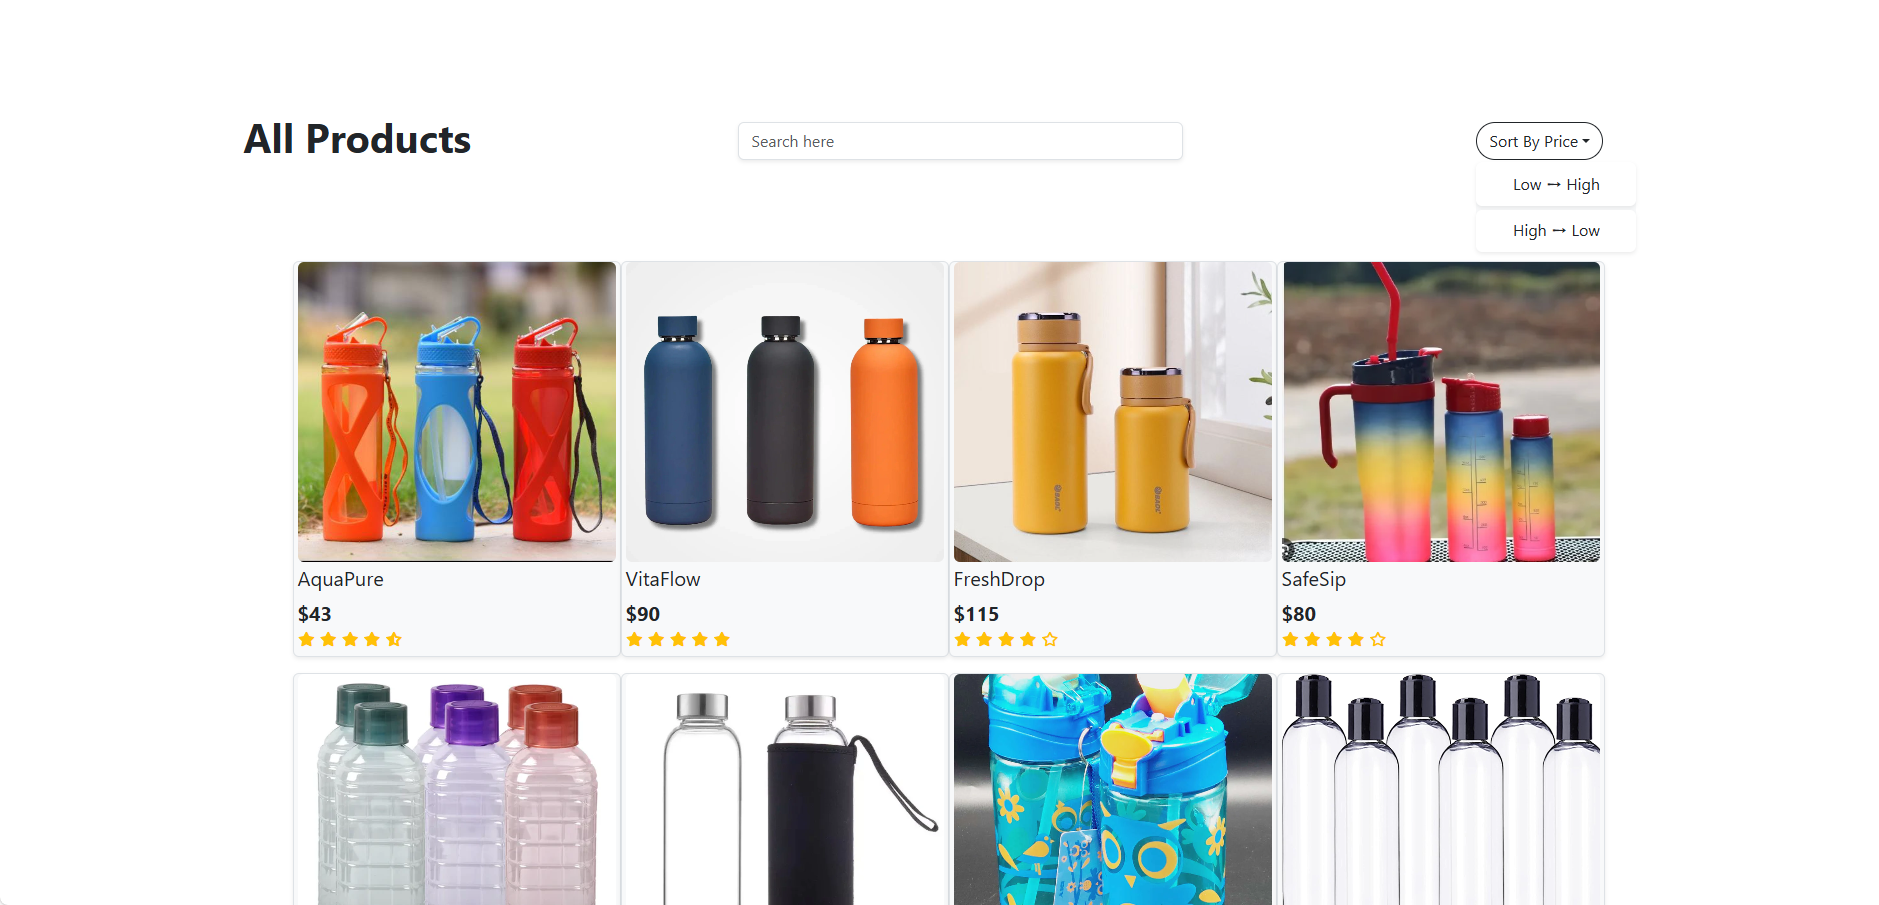 All Products
Search here
Sort By Price
Low ↔ High
High ↔ Low
AquaPure
$43
VitaFlow
$90
FreshDrop
$115
SafeSip
$80